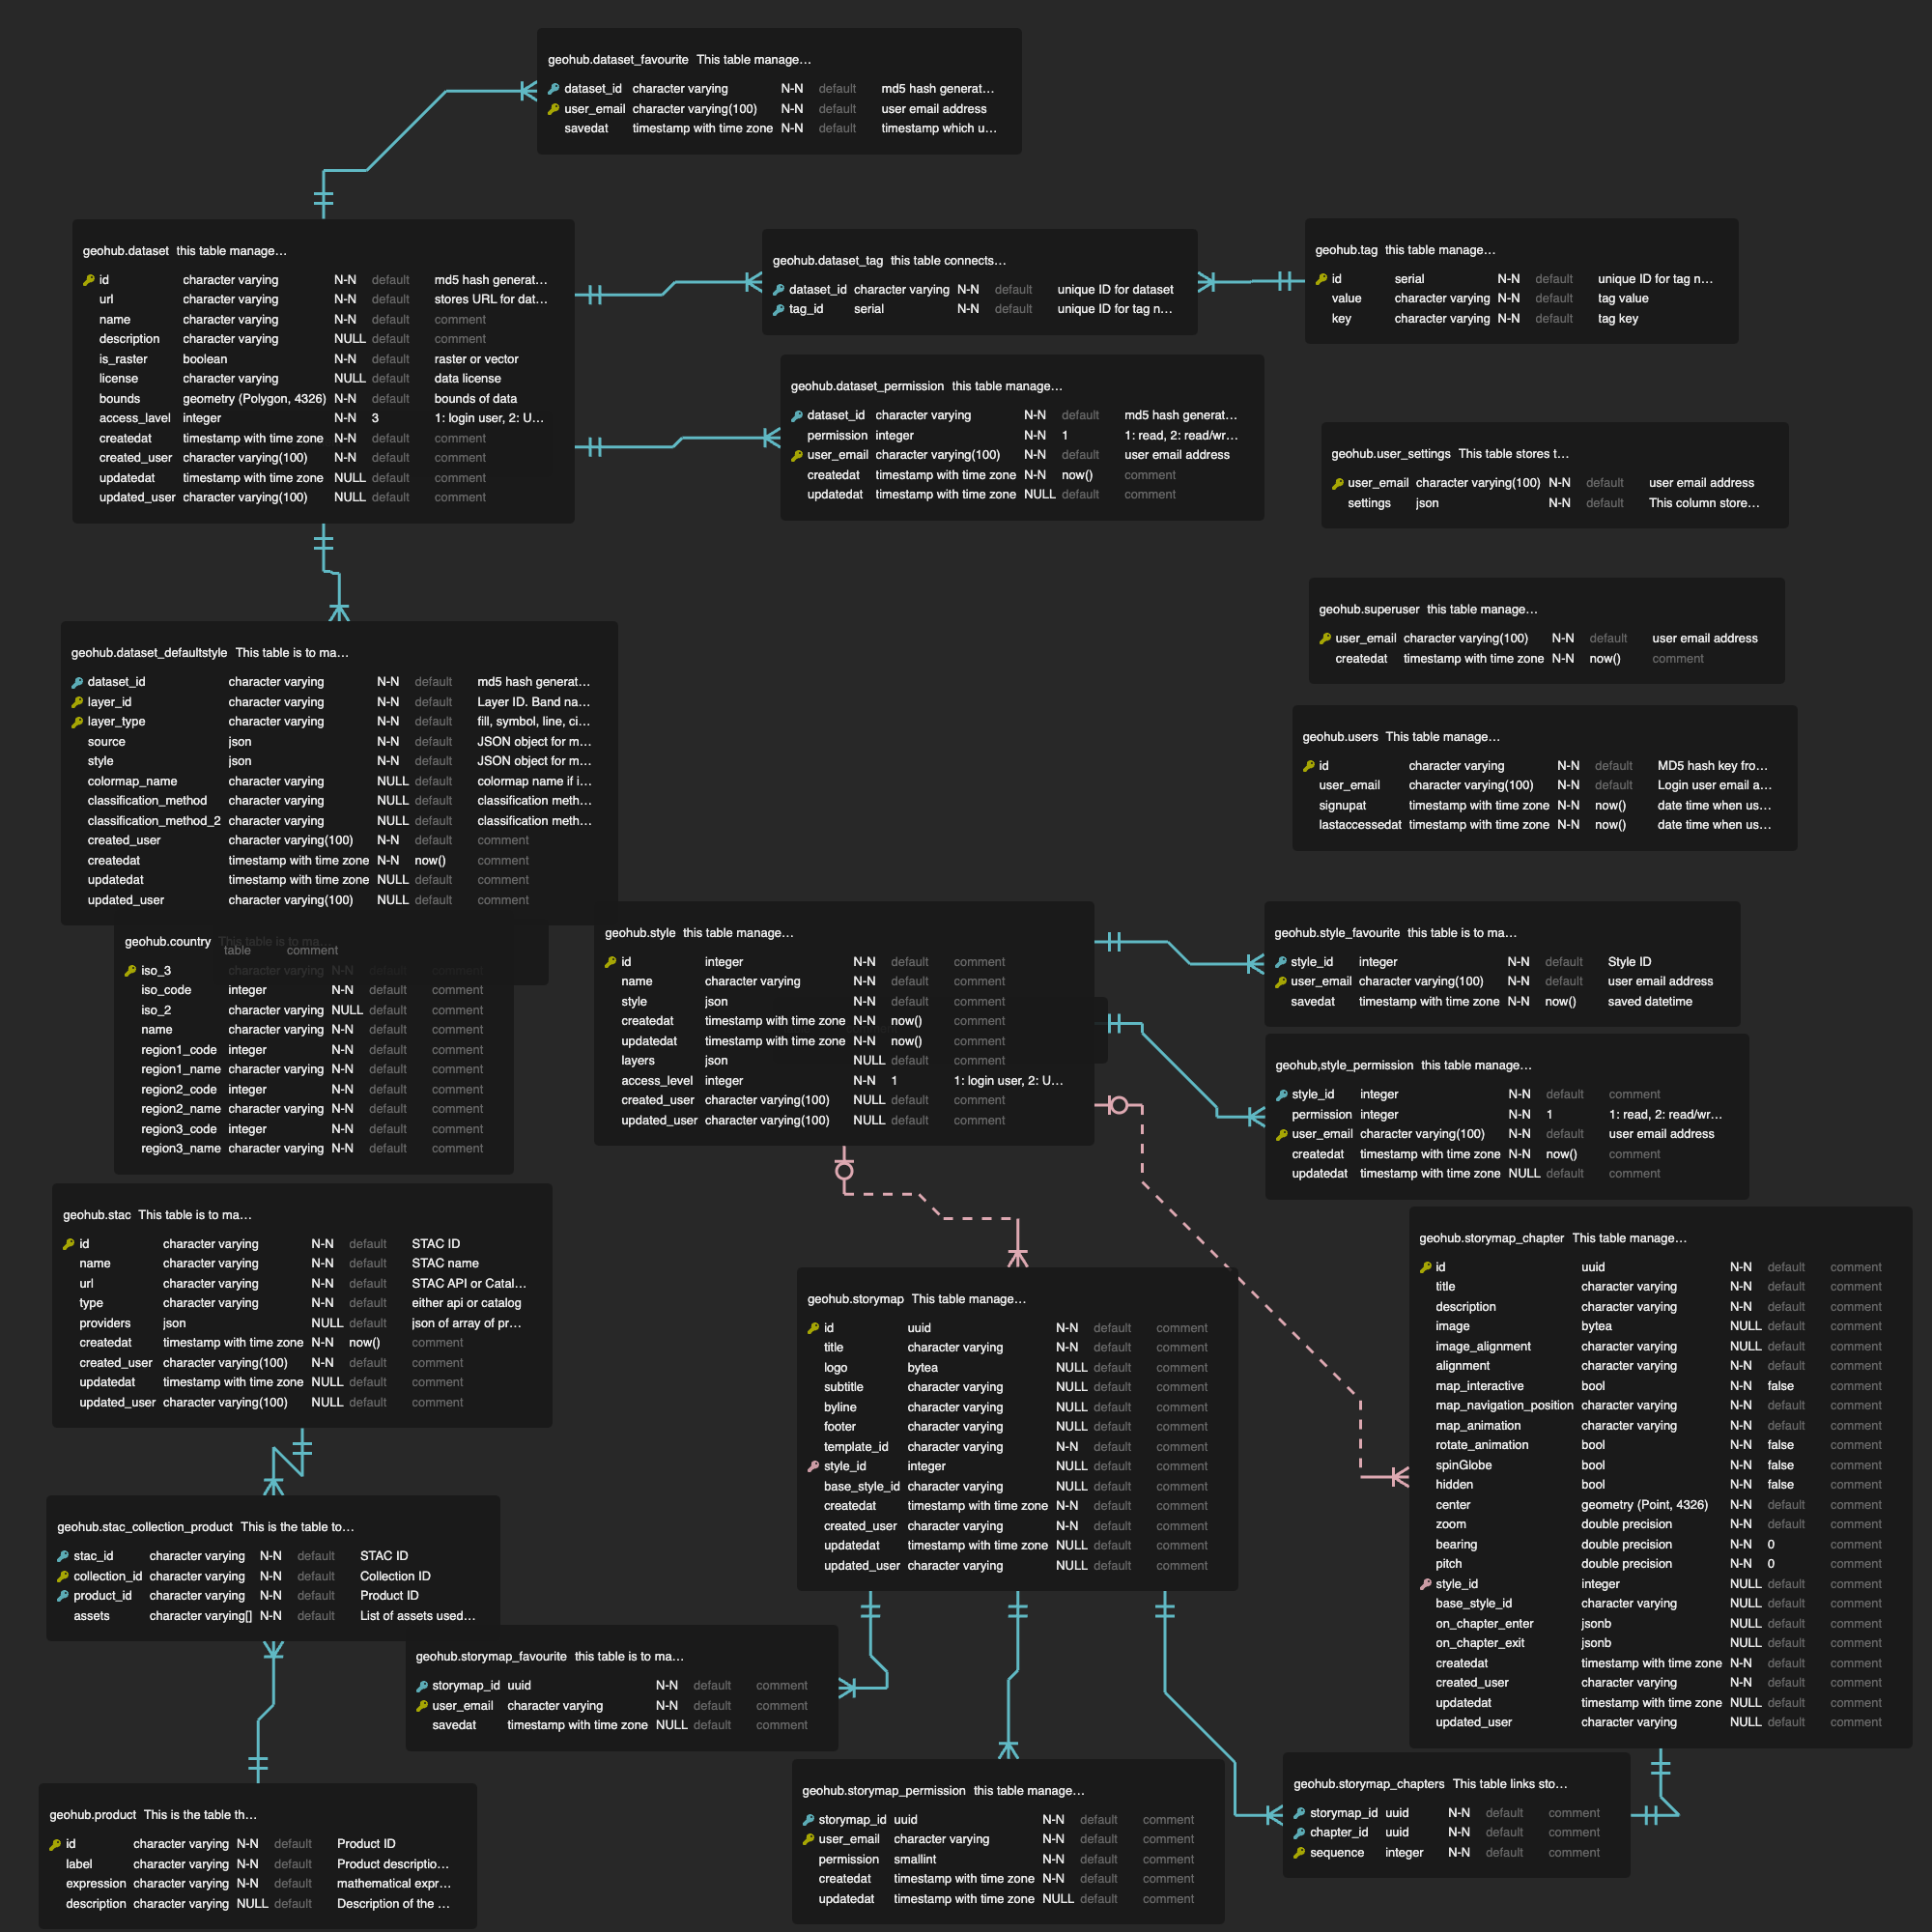 geohub.dataset_favourite This table manage...
dataset_id character varying N-N default md5 hash generat...
user_email character varying(100) N-N default user email address
savedat timestamp with time zone N-N default timestamp which u...
geohub.dataset this table manage...
id character varying N-N default md5 hash generat...
url character varying N-N default stores URL for dat...
name character varying N-N default comment
description character varying NULL default comment
is_raster boolean N-N default raster or vector
license character varying NULL default data license
bounds geometry (Polygon, 4326) N-N default bounds of data
access_lavel integer N-N 3 1: login user, 2: U...
createdat timestamp with time zone N-N default comment
created_user character varying(100) N-N default comment
updatedat timestamp with time zone NULL default comment
updated_user character varying(100) NULL default comment
geohub.dataset_tag this table connects...
dataset_id character varying N-N default unique ID for dataset
tag_id serial N-N default unique ID for tag n...
geohub.tag this table manage...
id serial N-N default unique ID for tag n...
value character varying N-N default tag value
key character varying N-N default tag key
geohub.dataset_permission this table manage...
dataset_id character varying N-N default md5 hash generat...
permission integer N-N 1 1: read, 2: read/wr...
user_email character varying(100) N-N default user email address
createdat timestamp with time zone N-N now() comment
updatedat timestamp with time zone NULL default comment
geohub.user_settings This table stores t...
user_email character varying(100) N-N default user email address
settings json N-N default This column store...
geohub.superuser this table manage...
user_email character varying(100) N-N default user email address
createdat timestamp with time zone N-N now() comment
geohub.users This table manage...
id character varying N-N default MD5 hash key fro...
user_email character varying(100) N-N default Login user email a...
signupat timestamp with time zone N-N now() date time when us...
lastaccessedat timestamp with time zone N-N now() date time when us...
geohub.dataset_defaultstyle This table is to ma...
dataset_id character varying N-N default md5 hash generat...
layer_id character varying N-N default Layer ID. Band na...
layer_type character varying N-N default fill, symbol, line, ci...
source json N-N default JSON object for m...
style json N-N default JSON object for m...
colormap_name character varying NULL default colormap name if i...
classification_method character varying NULL default classification meth...
classification_method_2 character varying NULL default classification meth...
created_user character varying(100) N-N default comment
createdat timestamp with time zone N-N now() comment
updatedat timestamp with time zone NULL default comment
updated_user character varying(100) NULL default comment
geohub.country This table is to ma...
table comment
iso_3 character varying N-N default comment
iso_code integer N-N default comment
iso_2 character varying NULL default comment
name character varying N-N default comment
region1_code integer N-N default comment
region1_name character varying N-N default comment
region2_code integer N-N default comment
region2_name character varying N-N default comment
region3_code integer N-N default comment
region3_name character varying N-N default comment
geohub.style this table manage...
id integer N-N default comment
name character varying N-N default comment
style json N-N default comment
createdat timestamp with time zone N-N now() comment
updatedat timestamp with time zone N-N now() comment
layers json NULL default comment
access_level integer N-N 1 1: login user, 2: U...
created_user character varying(100) NULL default comment
updated_user character varying(100) NULL default comment
geohub.style_favourite this table is to ma...
style_id integer N-N default Style ID
user_email character varying(100) N-N default user email address
savedat timestamp with time zone N-N now() saved datetime
geohub,style_permission this table manage...
style_id integer N-N default comment
permission integer N-N 1 1: read, 2: read/wr...
user_email character varying(100) N-N default user email address
createdat timestamp with time zone N-N now() comment
updatedat timestamp with time zone NULL default comment
geohub.stac This table is to ma...
id character varying N-N default STAC ID
name character varying N-N default STAC name
url character varying N-N default STAC API or Catal...
type character varying N-N default either api or catalog
providers json NULL default json of array of pr...
createdat timestamp with time zone N-N now() comment
created_user character varying(100) N-N default comment
updatedat timestamp with time zone NULL default comment
updated_user character varying(100) NULL default comment
geohub.storymap This table manage...
id uuid N-N default comment
title character varying N-N default comment
logo bytea NULL default comment
subtitle character varying NULL default comment
byline character varying NULL default comment
footer character varying NULL default comment
template_id character varying N-N default comment
style_id integer NULL default comment
base_style_id character varying NULL default comment
createdat timestamp with time zone N-N default comment
created_user character varying N-N default comment
updatedat timestamp with time zone NULL default comment
updated_user character varying NULL default comment
geohub.storymap_chapter This table manage...
id uuid N-N default comment
title character varying N-N default comment
description character varying N-N default comment
image bytea NULL default comment
image_alignment character varying NULL default comment
alignment character varying N-N default comment
map_interactive bool N-N false comment
map_navigation_position character varying N-N default comment
map_animation character varying N-N default comment
rotate_animation bool N-N false comment
spinGlobe bool N-N false comment
hidden bool N-N false comment
center geometry (Point, 4326) N-N default comment
zoom double precision N-N default comment
bearing double precision N-N 0 comment
pitch double precision N-N 0 comment
style_id integer NULL default comment
base_style_id character varying NULL default comment
on_chapter_enter jsonb NULL default comment
on_chapter_exit jsonb NULL default comment
createdat timestamp with time zone N-N default comment
created_user character varying N-N default comment
updatedat timestamp with time zone NULL default comment
updated_user character varying NULL default comment
geohub.stac_collection_product This is the table to...
stac_id character varying N-N default STAC ID
collection_id character varying N-N default Collection ID
product_id character varying N-N default Product ID
assets character varying[] N-N default List of assets used...
geohub.storymap_favourite this table is to ma...
storymap_id uuid N-N default comment
user_email character varying N-N default comment
savedat timestamp with time zone NULL default comment
geohub.product This is the table th...
id character varying N-N default Product ID
label character varying N-N default Product descriptio...
expression character varying N-N default mathematical expr...
description character varying NULL default Description of the ...
geohub.storymap_permission this table manage...
storymap_id uuid N-N default comment
user_email character varying N-N default comment
permission smallint N-N default comment
createdat timestamp with time zone N-N default comment
updatedat timestamp with time zone NULL default comment
geohub.storymap_chapters This table links sto...
storymap_id uuid N-N default comment
chapter_id uuid N-N default comment
sequence integer N-N default comment